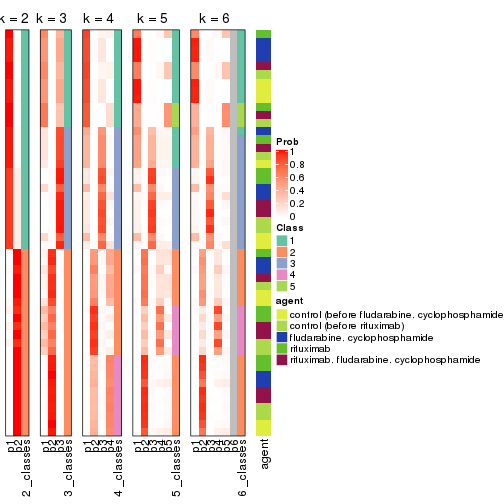 k = 2 k = 3 k = 4 k = 5 k = 6
Prob
1
0.8
0.6
0.4
0.2
0
Class
1
2
3
4
5
agent
control (before fludarabine. cyclophosphamide
control (before rituximab)
fludarabine. cyclophosphamide
rituximab
rituximab. fludarabine. cyclophosphamide
p1 p2 2_classes p1 p2 p3 3_classes p1 p2 p3 p4 4_classes p1 p2 p3 p4 p5 5_classes p1 p2 p3 p4 p5 p6 6_classes agent